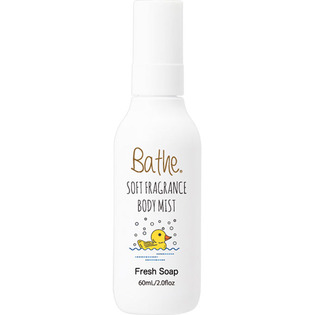 Bathe.
SOFT FRAGRANCE
BODY MIST
Fresh Soap
60mL/2.0floz